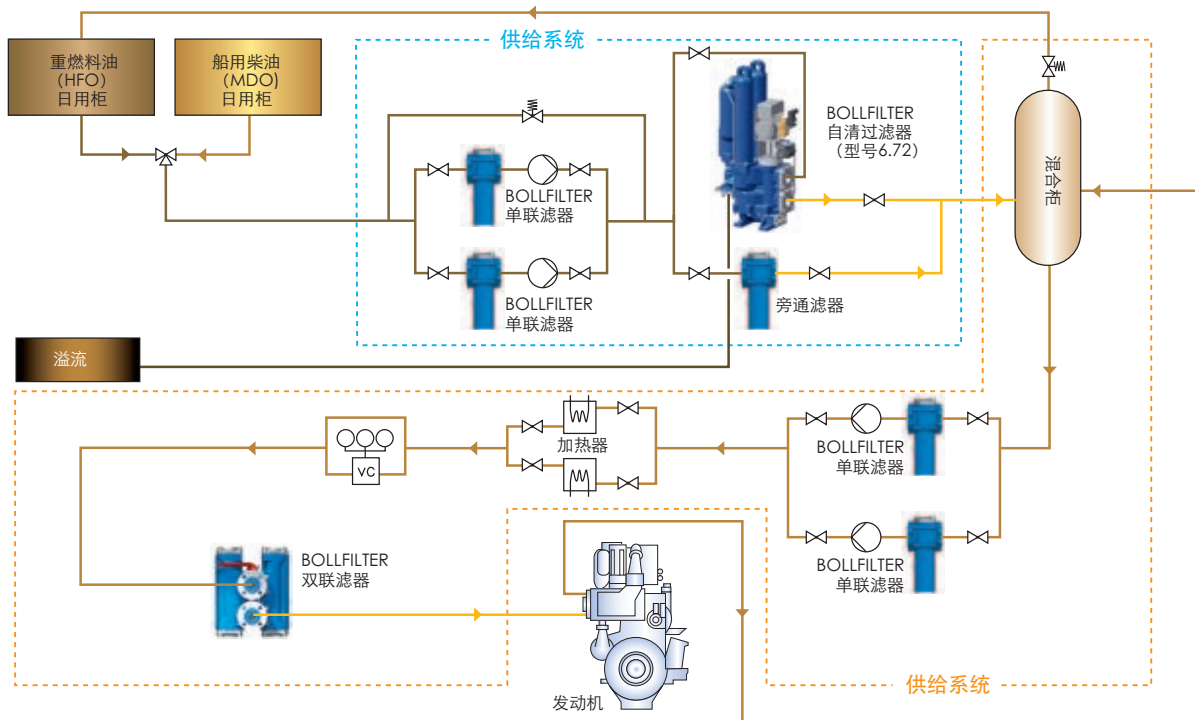 供给系统
重燃料油
（HFO）
日用柜
船用柴油
（MDO)
日用柜
BOLLFILTER
自清过滤器
（型号6.72）
BOLLFILTER
单联滤器
混合柜
BOLLFILTER
单联滤器
旁通滤器
溢流
加热器
BOLLFILTER
单联滤器
VC
BOLLFILTER
双联滤器
BOLLFILTER
单联滤器
发动机
供给系统